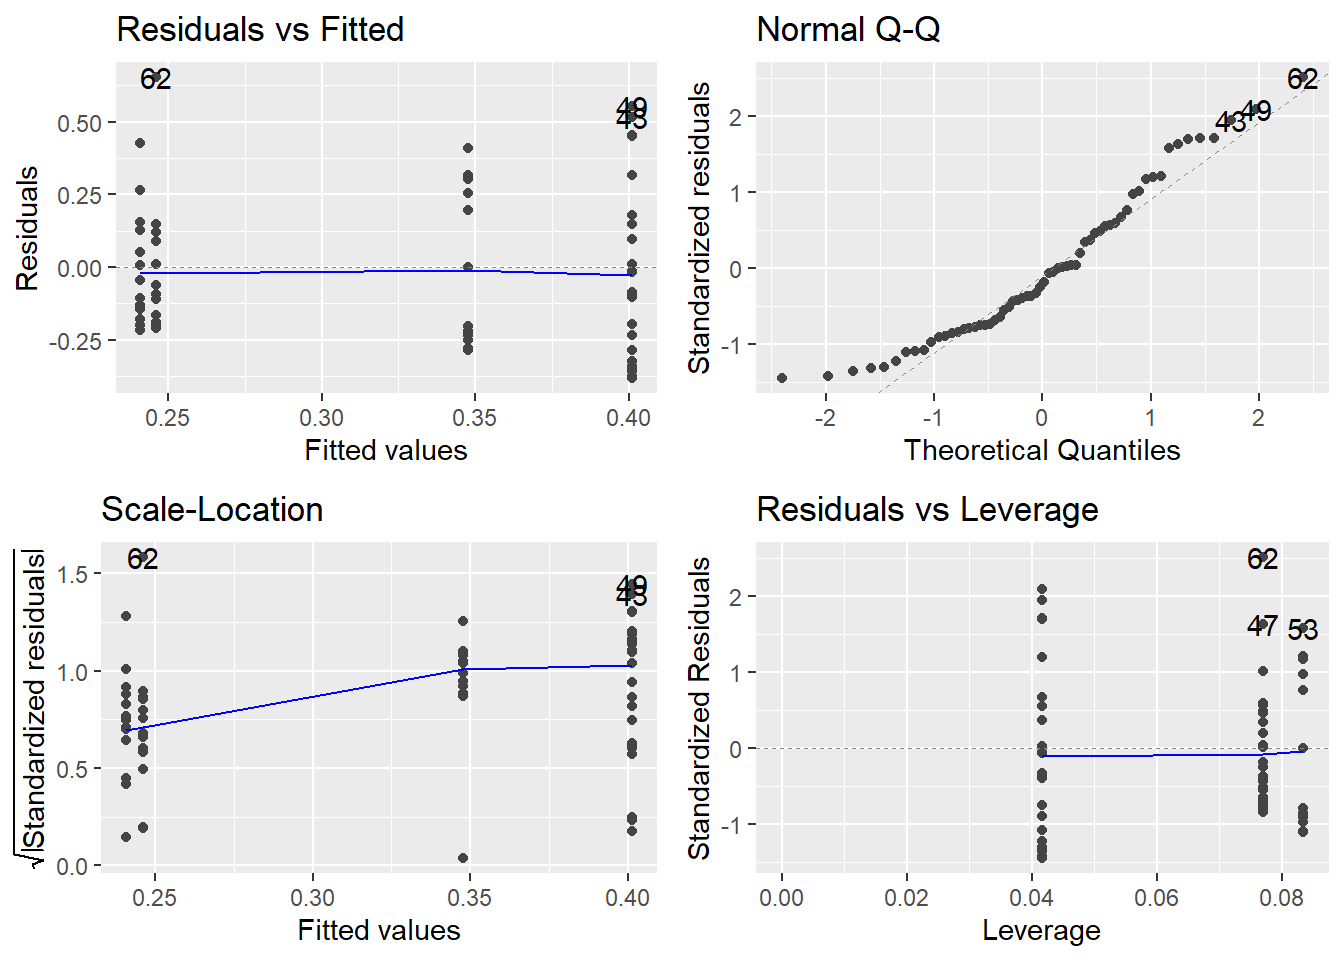 Residuals vs Fitted
Residuals
0.50
0.25
0.00
-0.25
62
49
43
0.25 0.30 0.35 0.40
Fitted values
Normal Q-Q
Standardized residuals
2
1
0
-1
43 49 62
-2 -1 0 1 2
Theoretical Quantiles
Scale-Location
√|Standardized residuals|
1.5
1.0
0.5
0.0
62
49
43
0.25 0.30 0.35 0.40
Fitted values
Residuals vs Leverage
Standardized Residuals
2
1
0
-1
62
47 53
0.00 0.02 0.04 0.06 0.08
Leverage